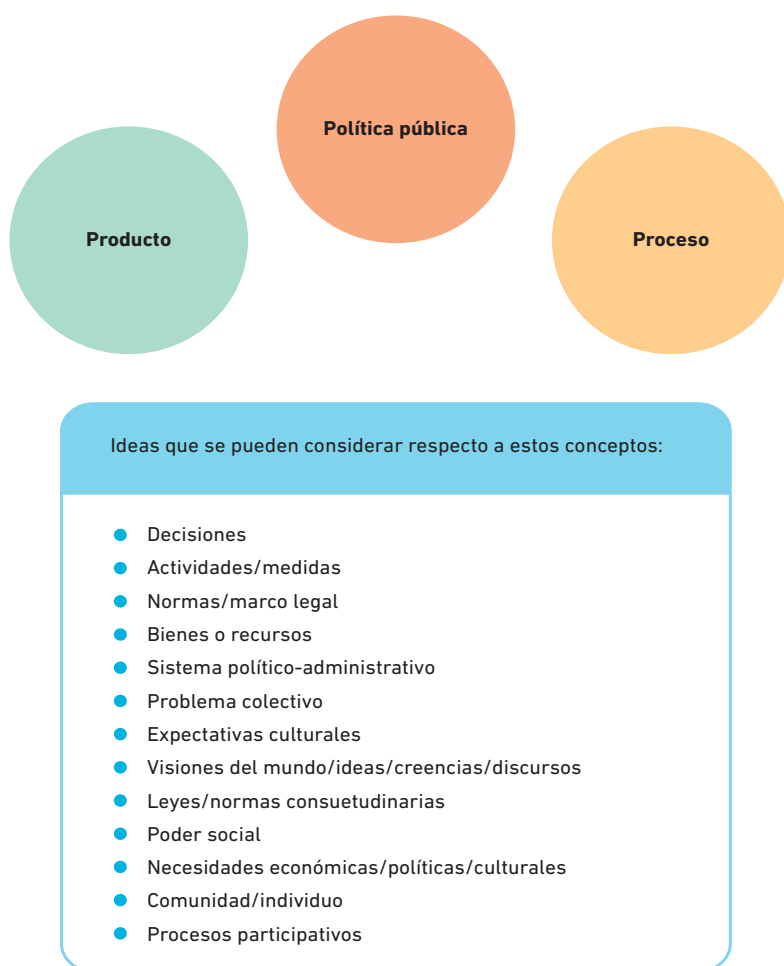 Política pública
Producto
Proceso
Ideas que se pueden considerar respecto a estos conceptos:
Decisiones
Actividades/medidas
Normas/marco legal
Bienes o recursos
Sistema político-administrativo
Problema colectivo
Expectativas culturales
Visiones del mundo/ideas/creencias/discursos
Leyes/normas consuetudinarias
Poder social
Necesidades económicas/políticas/culturales
Comunidad/individuo
Procesos participativos